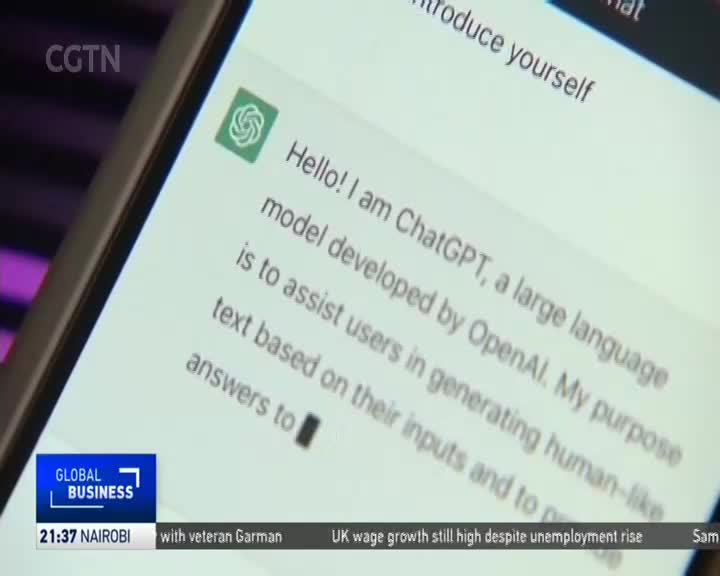 CGTN
hat
ntroduce yourself
Hello! I am ChatGPT, a large language
model developed by OpenAI. My purpose
is to assist users in generating human-like
text based on their inputs and to
answers to
GLOBAL
BUSINESS
21:37 NAIROBI with veteran Garman UK wage growth still high despite unemployment rise Sam